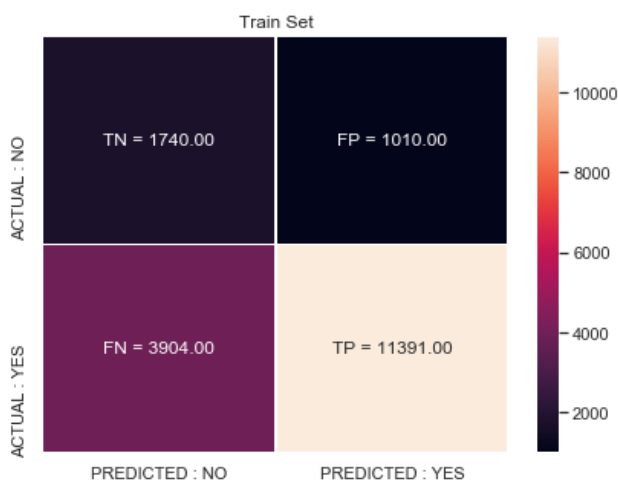 Train Set
ACTUAL : NO
TN = 1740.00
FP = 1010.00
ACTUAL : YES
FN = 3904.00
TP = 11391.00
PREDICTED : NO
PREDICTED : YES
10000
8000
6000
4000
2000